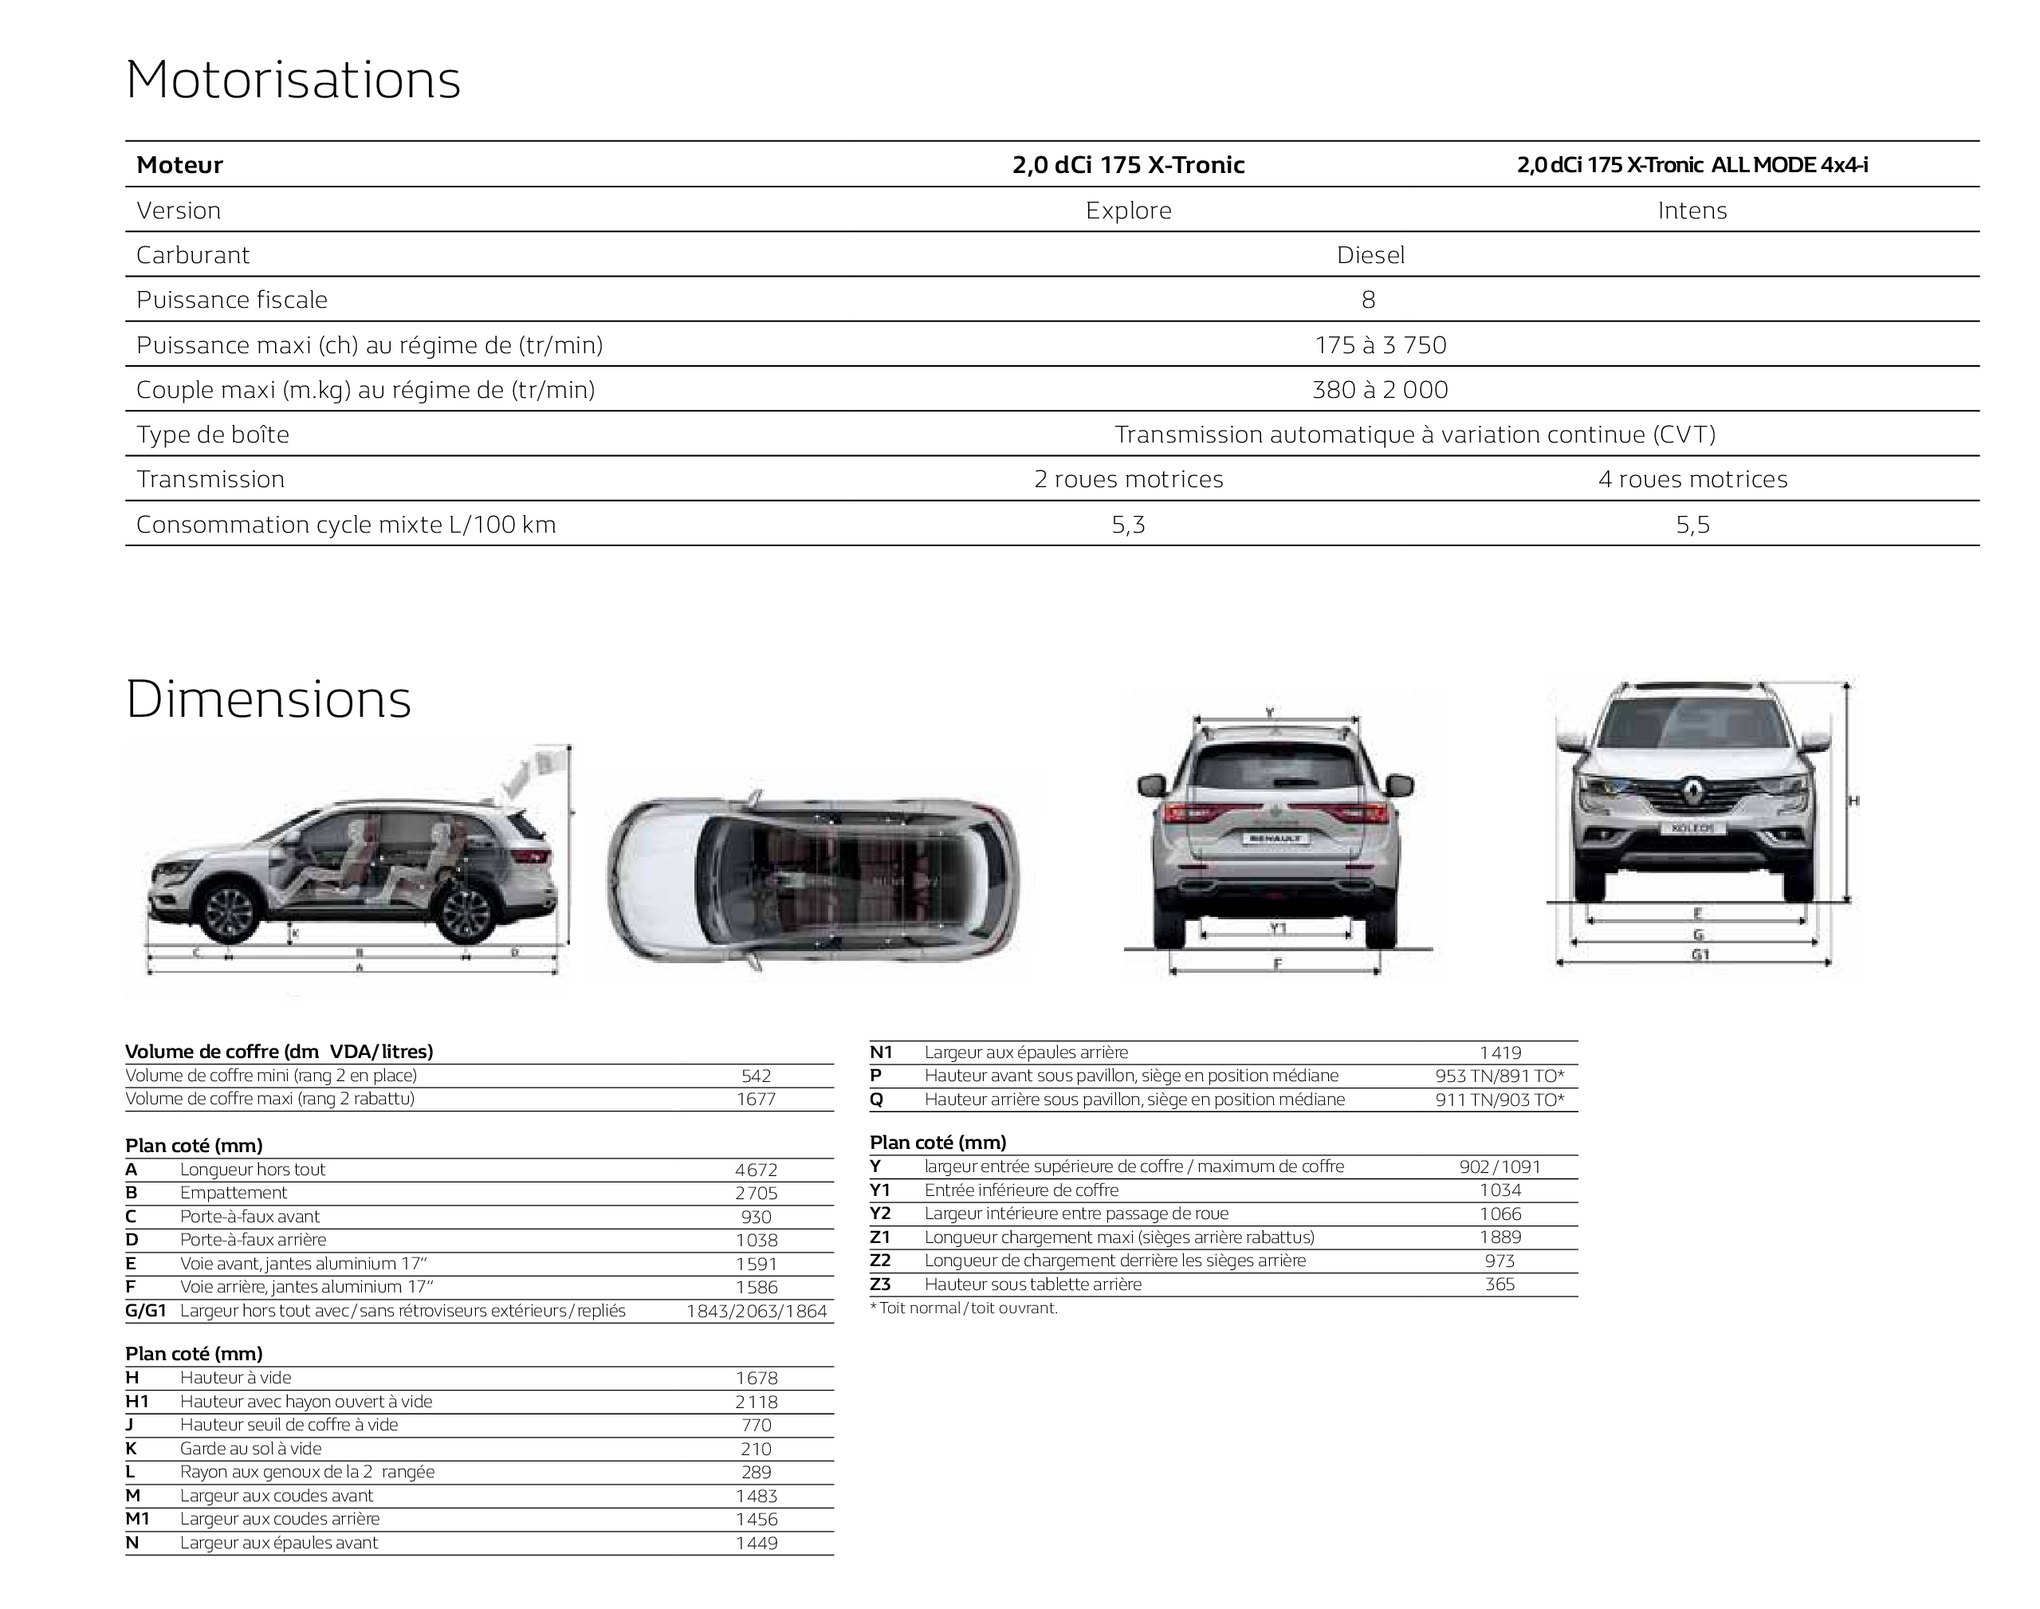 Motorisations
Moteur 2,0 dCi 175 X-Tronic 2,0 dCi 175 X-Tronic ALL MODE 4x4-i
Version Explore Intens
Carburant Diesel
Puissance fiscale 8
Puissance maxi (ch) au régime de (tr/min) 175 à 3 750
Couple maxi (m.kg) au régime de (tr/min) 380 à 2 000
Type de boîte Transmission automatique à variation continue (CVT)
Transmission 2 roues motrices 4 roues motrices
Consommation cycle mixte L/100 km 5,3 5,5
Dimensions
K
C B D
A
Y
RENAULT
Y1
F
KOLEOS
H
E
G
G1
Volume de coffre (dm VDA/litres)
Volume de coffre mini (rang 2 en place) 542
Volume de coffre maxi (rang 2 rabattu) 1677
Plan coté (mm)
A Longueur hors tout 4672
B Empattement 2705
C Porte-à-faux avant 930
D Porte-à-faux arrière 1038
E Voie avant, jantes aluminium 17“ 1591
F Voie arrière, jantes aluminium 17“ 1586
G/G1 Largeur hors tout avec/sans rétroviseurs extérieurs/repliés 1843/2063/1864
Plan coté (mm)
H Hauteur à vide 1678
H1 Hauteur avec hayon ouvert à vide 2118
J Hauteur seuil de coffre à vide 770
K Garde au sol à vide 210
L Rayon aux genoux de la 2 rangée 289
M Largeur aux coudes avant 1483
M1 Largeur aux coudes arrière 1456
N Largeur aux épaules avant 1449
N1 Largeur aux épaules arrière 1419
P Hauteur avant sous pavillon, siège en position médiane 953 TN/891 TO*
Q Hauteur arrière sous pavillon, siège en position médiane 911 TN/903 TO*
Plan coté (mm)
Y largeur entrée supérieure de coffre / maximum de coffre 902/1091
Y1 Entrée inférieure de coffre 1034
Y2 Largeur intérieure entre passage de roue 1066
Z1 Longueur chargement maxi (sièges arrière rabattus) 1889
Z2 Longueur de chargement derrière les sièges arrière 973
Z3 Hauteur sous tablette arrière 365
* Toit normal/toit ouvrant.